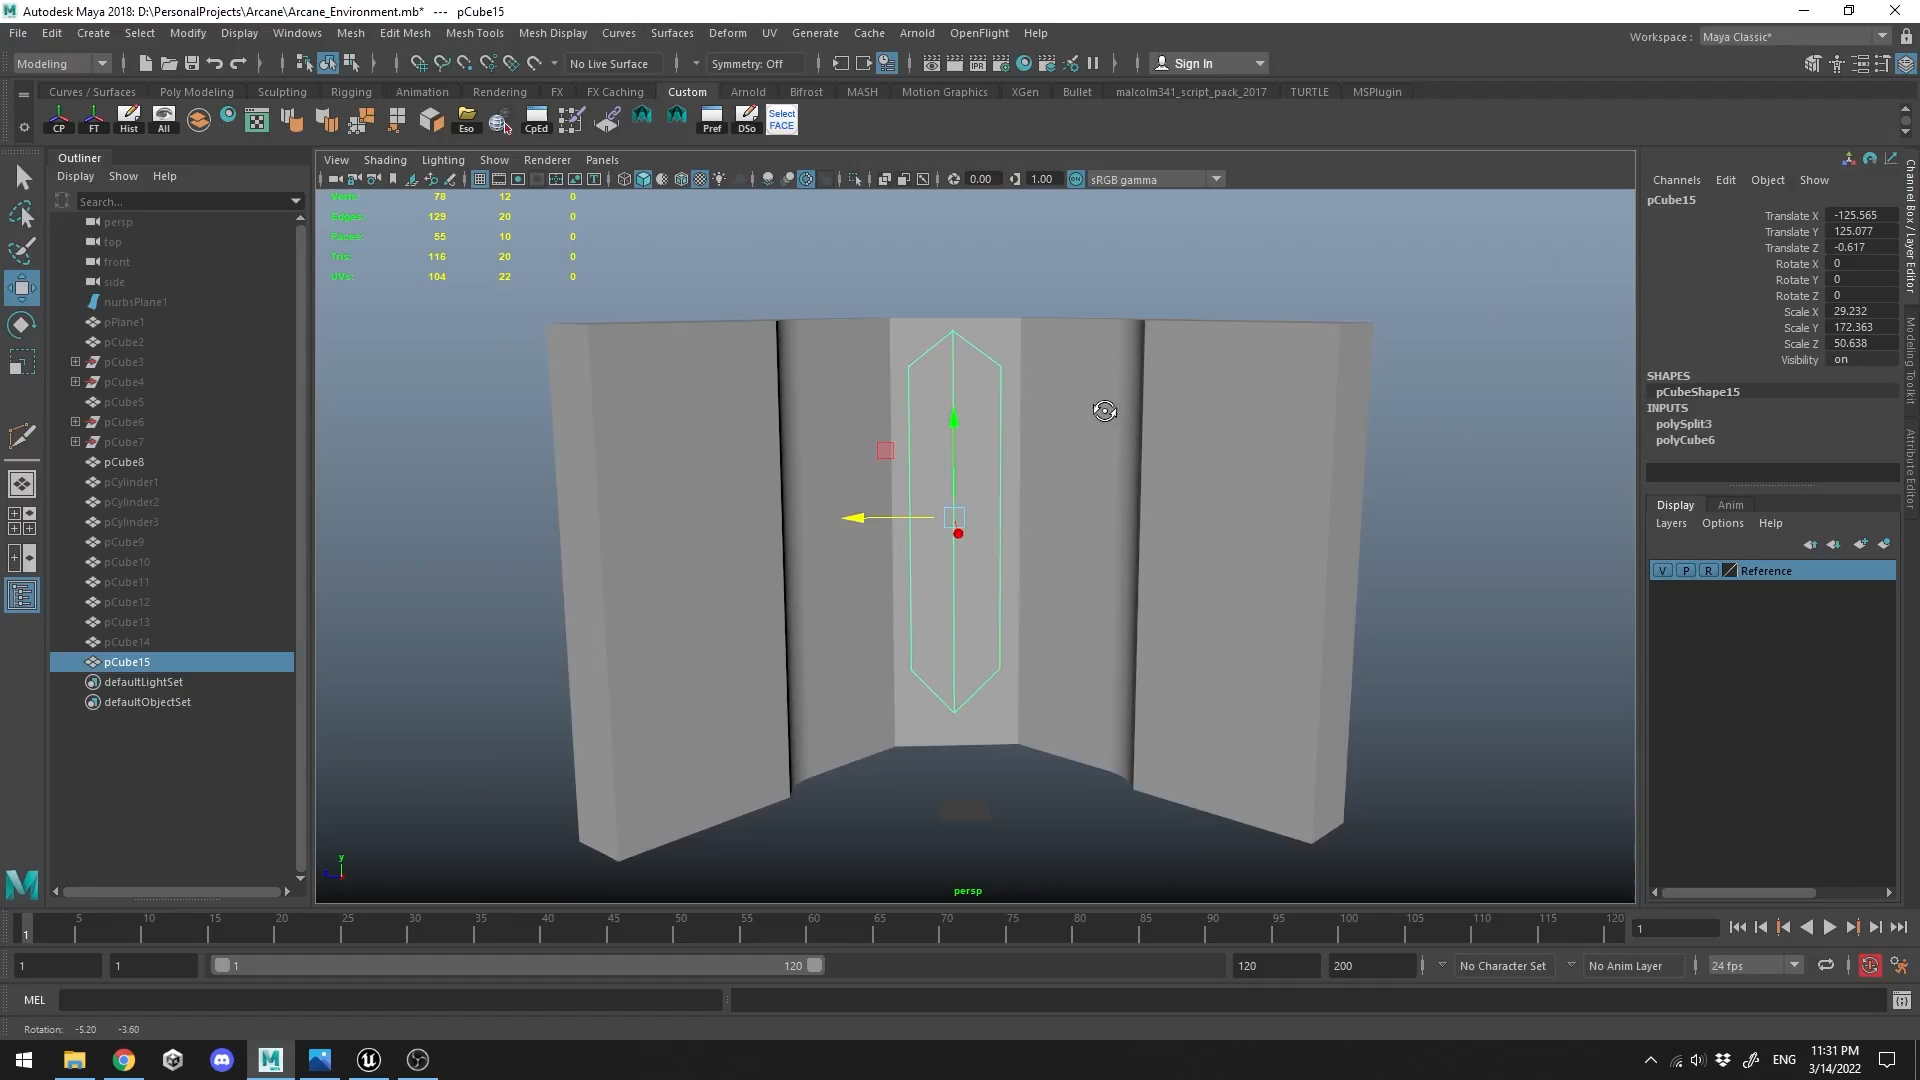 Autodesk Maya 2018: D:\PersonalProjects\Arcane\Arcane_Environment.mb* --- pCube15
File Edit Create Select Modify Display Windows Mesh Edit Mesh Mesh Tools Mesh Display Curves Surfaces Deform UV Generate Cache Arnold OpenFlight Help
Workspace : Maya Classic*
Modeling No Live Surface Symmetry: Off Sign In
Curves / Surfaces Poly Modeling Sculpting Rigging Animation Rendering FX FX Caching Custom Arnold Bifrost MASH Motion Graphics XGen Bullet malcolm341_script_pack_2017 TURTLE MSPlugin
CP FT Hist All Eso CpEd Pref DSo Select FACE
Outliner
Display Show Help
Search...
persp
top
front
side
nurbsPlane1
pPlane1
pCube2
pCube3
pCube4
pCube5
pCube6
pCube7
pCube8
pCylinder1
pCylinder2
pCylinder3
pCube9
pCube10
pCube11
pCube12
pCube13
pCube14
pCube15
defaultLightSet
defaultObjectSet
View Shading Lighting Show Renderer Panels
0.00 1.00 ON sRGB gamma
Verts: 78 12 0
Edges: 129 20 0
Faces: 55 10 0
Tris: 116 20 0
UVs: 104 22 0
y
persp
Channels Edit Object Show
pCube15
Translate X -125.565
Translate Y 125.077
Translate Z -0.617
Rotate X 0
Rotate Y 0
Rotate Z 0
Scale X 29.232
Scale Y 172.363
Scale Z 50.638
Visibility on
SHAPES
pCubeShape15
INPUTS
polySplit3
polyCube6
Display Anim
Layers Options Help
V P R Reference
Channel Box / Layer Editor
Modeling Toolkit
Attribute Editor
5 10 15 20 25 30 35 40 45 50 55 60 65 70 75 80 85 90 95 100 105 110 115 120
1 1
1 1 1 120 120 200 No Character Set No Anim Layer 24 fps
MEL
Rotation: -5.20 -3.60
ENG
11:31 PM
3/14/2022